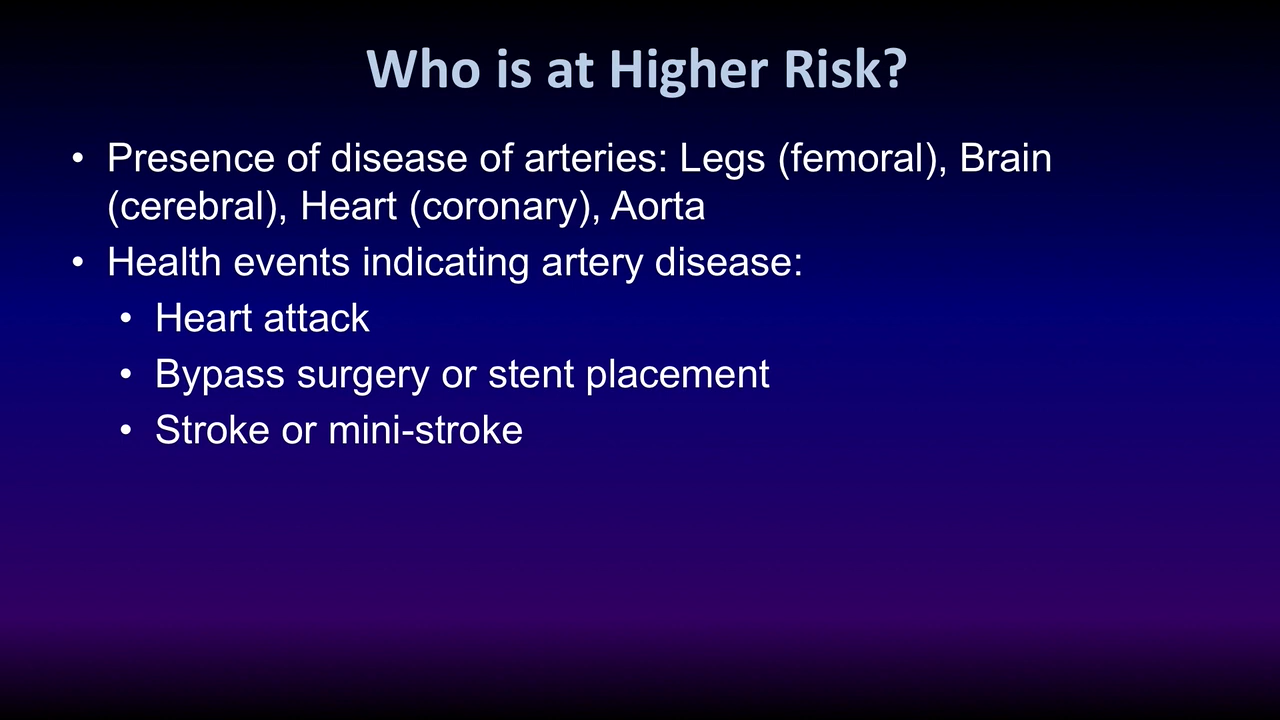 Who is at Higher Risk?
• Presence of disease of arteries: Legs (femoral), Brain
(cerebral), Heart (coronary), Aorta
• Health events indicating artery disease:
• Heart attack
• Bypass surgery or stent placement
• Stroke or mini-stroke